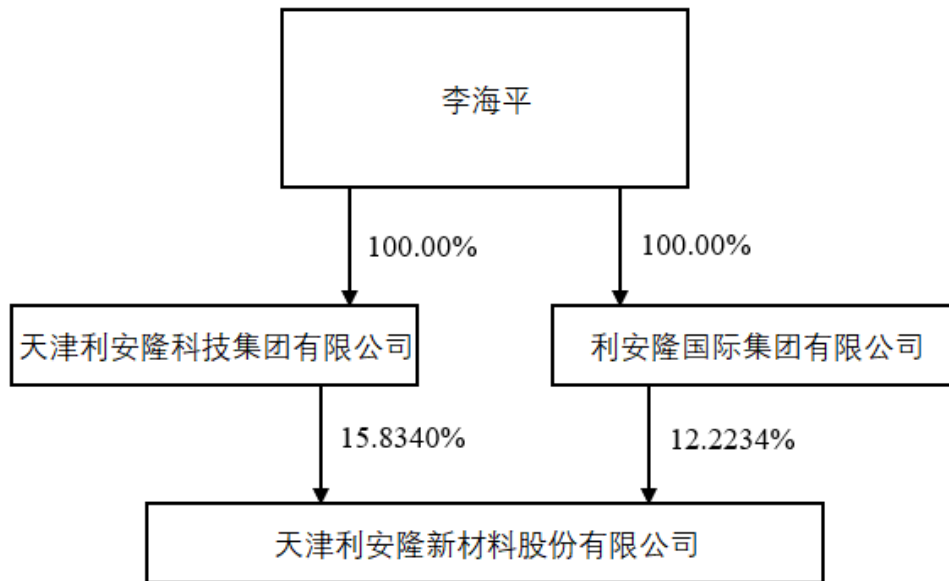 李海平
100.00%
100.00%
天津利安隆科技集团有限公司
利安隆国际集团有限公司
15.8340%
12.2234%
天津利安隆新材料股份有限公司